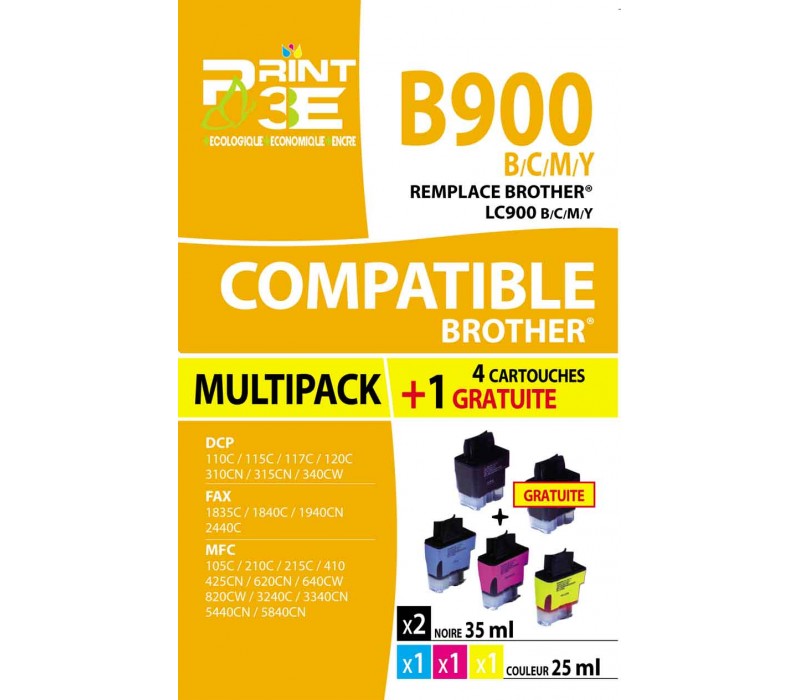 PRINT
3E
ECOLOGIQUE ECONOMIQUE ENCRE
B900
B/C/M/Y
REMPLACE BROTHER®
LC900 B/C/M/Y
COMPATIBLE
BROTHER®
MULTIPACK
4 CARTOUCHES
+1 GRATUITE
DCP
110C / 115C / 117C / 120C
310CN / 315CN / 340CW
FAX
1835C / 1840C / 1940CN
2440C
MFC
105C / 210C / 215C / 410
425CN / 620CN / 640CW
820CW / 3240C / 3340CN
5440CN / 5840CN
GRATUITE
+
x2 NOIRE 35 ml
x1 x1 x1 COULEUR 25 ml